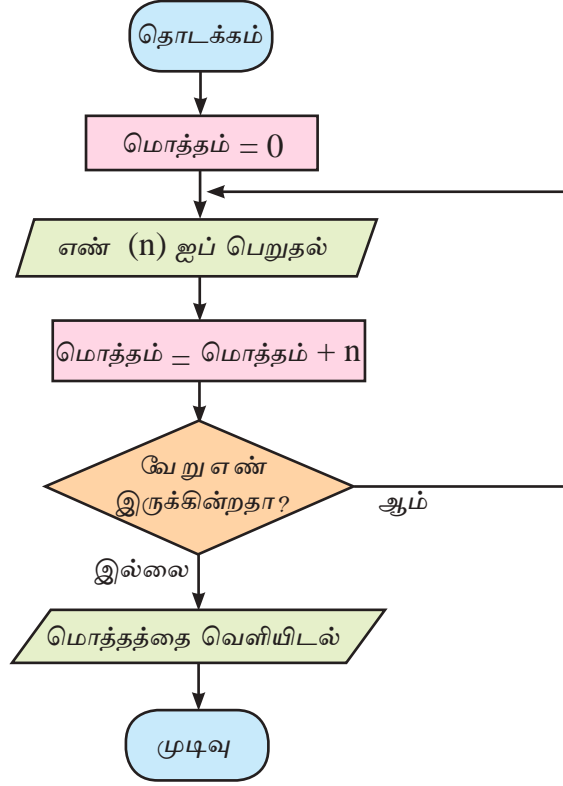 தொடக்கம்
மொத்தம் = 0
எண் (n) ஐப் பெறுதல்
மொத்தம் = மொத்தம் + n
வேறு எண்
இருக்கின்றதா?
ஆம்
இல்லை
மொத்தத்தை வெளியிடல்
முடிவு